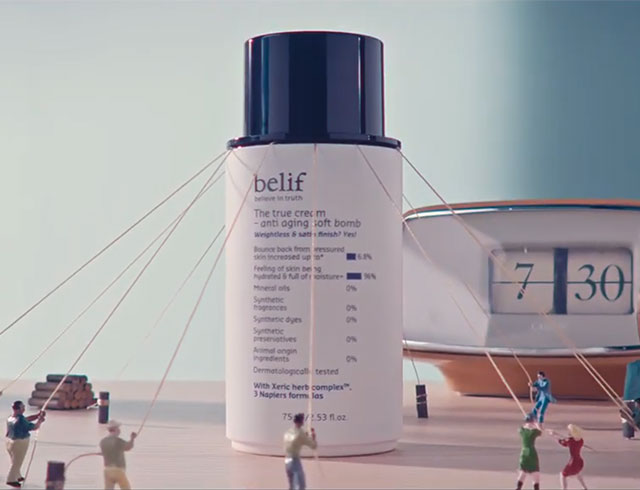 belif
believe in truth
The true cream
- anti aging soft bomb
Weightless & satin finish? Yes!
Bounce back from pressured
skin increased up to* 6.8%
Feeling of skin being
hydrated & full of moisture+ 96%
Mineral oils 0%
Synthetic
fragrances 0%
Synthetic dyes 0%
Synthetic
preservatives 0%
Animal origin
ingredients 0%
Dermatologically tested
With Xeric herb complex™.
3 Napiers formulas
75 /2.53 fl.oz.
7 30